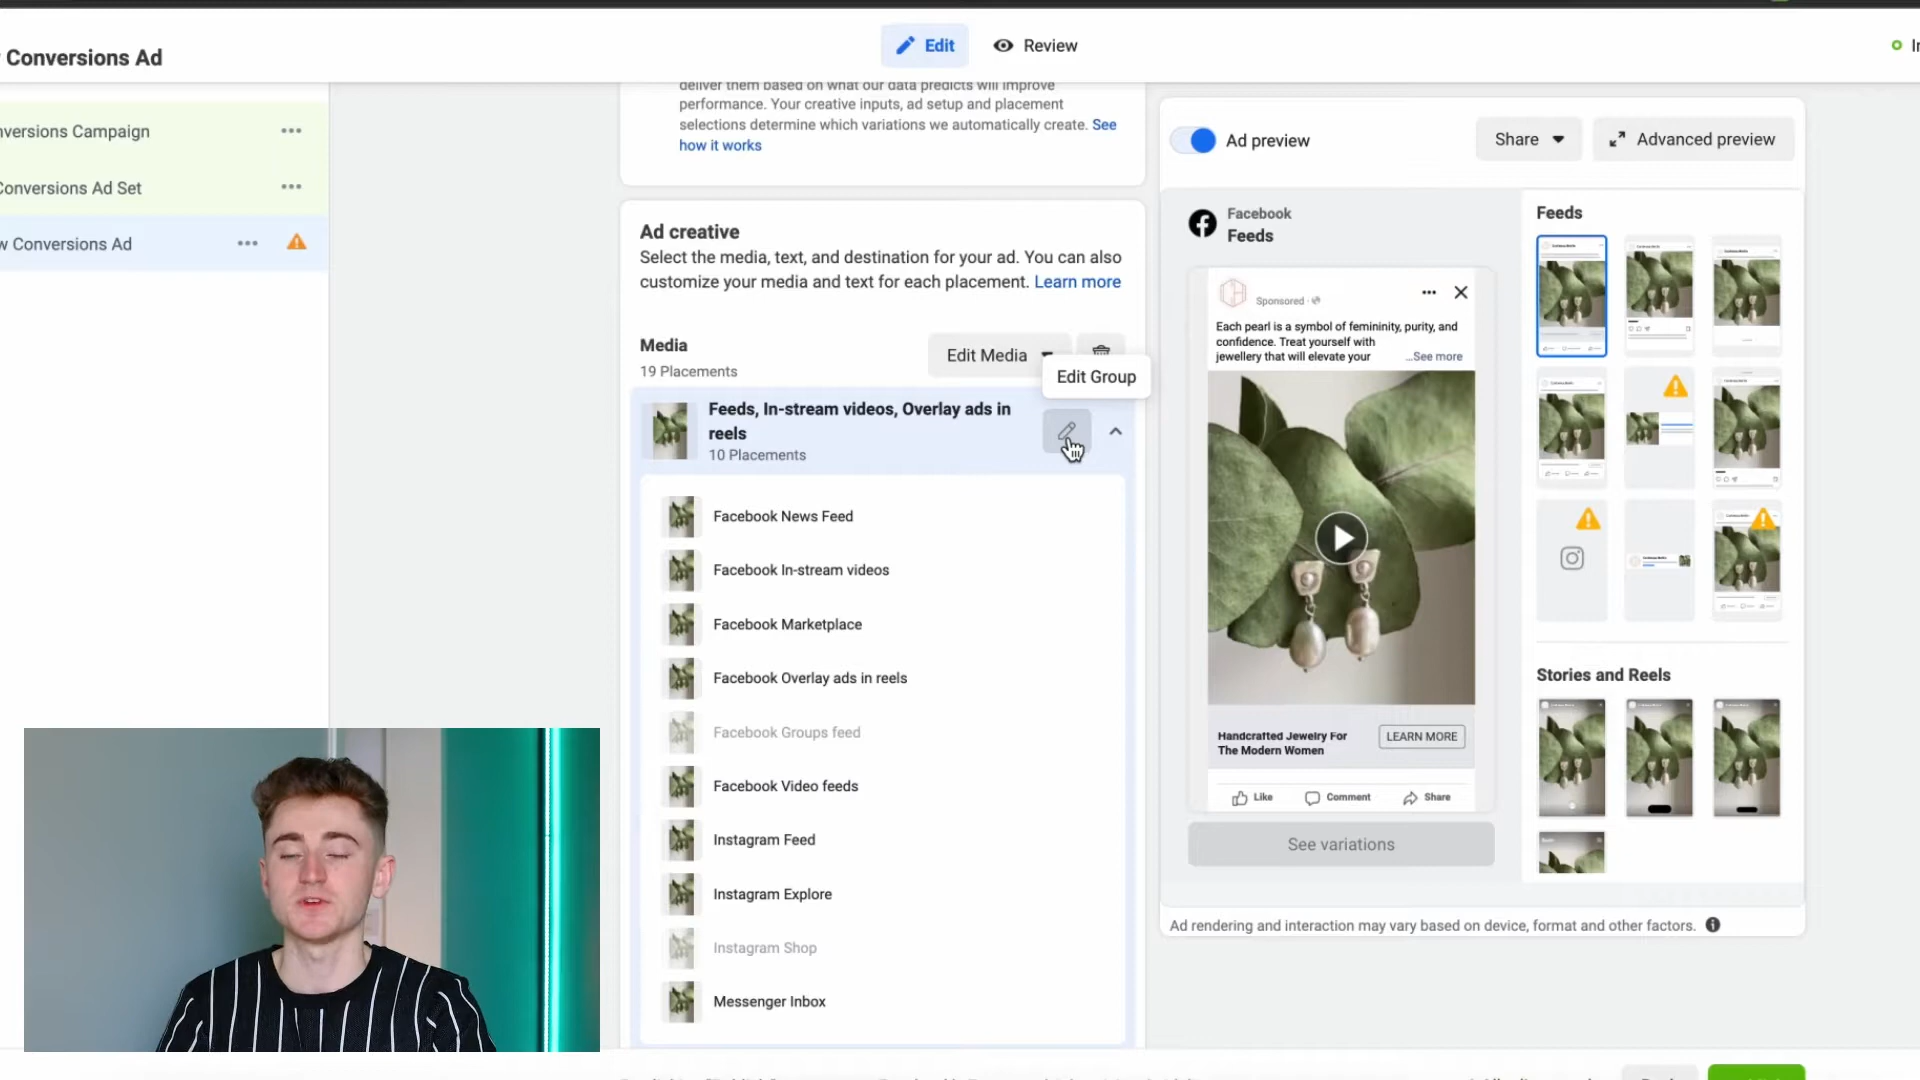 Conversions Ad
Edit
Review
nversions Campaign
Conversions Ad Set
w Conversions Ad
deliver them based on what our data predicts will improve
performance. Your creative inputs, ad setup and placement
selections determine which variations we automatically create. See
how it works
Ad creative
Select the media, text, and destination for your ad. You can also
customize your media and text for each placement. Learn more
Media
19 Placements
Edit Media
Edit Group
Feeds, In-stream videos, Overlay ads in
reels
10 Placements
Facebook News Feed
Facebook In-stream videos
Facebook Marketplace
Facebook Overlay ads in reels
Facebook Groups feed
Facebook Video feeds
Instagram Feed
Instagram Explore
Instagram Shop
Messenger Inbox
Ad preview
Share
Advanced preview
Facebook
Feeds
Sponsored ·
Each pearl is a symbol of femininity, purity, and
confidence. Treat yourself with
jewellery that will elevate your ...See more
Handcrafted Jewelry For
The Modern Women
LEARN MORE
Like
Comment
Share
See variations
Feeds
Stories and Reels
Ad rendering and interaction may vary based on device, format and other factors.